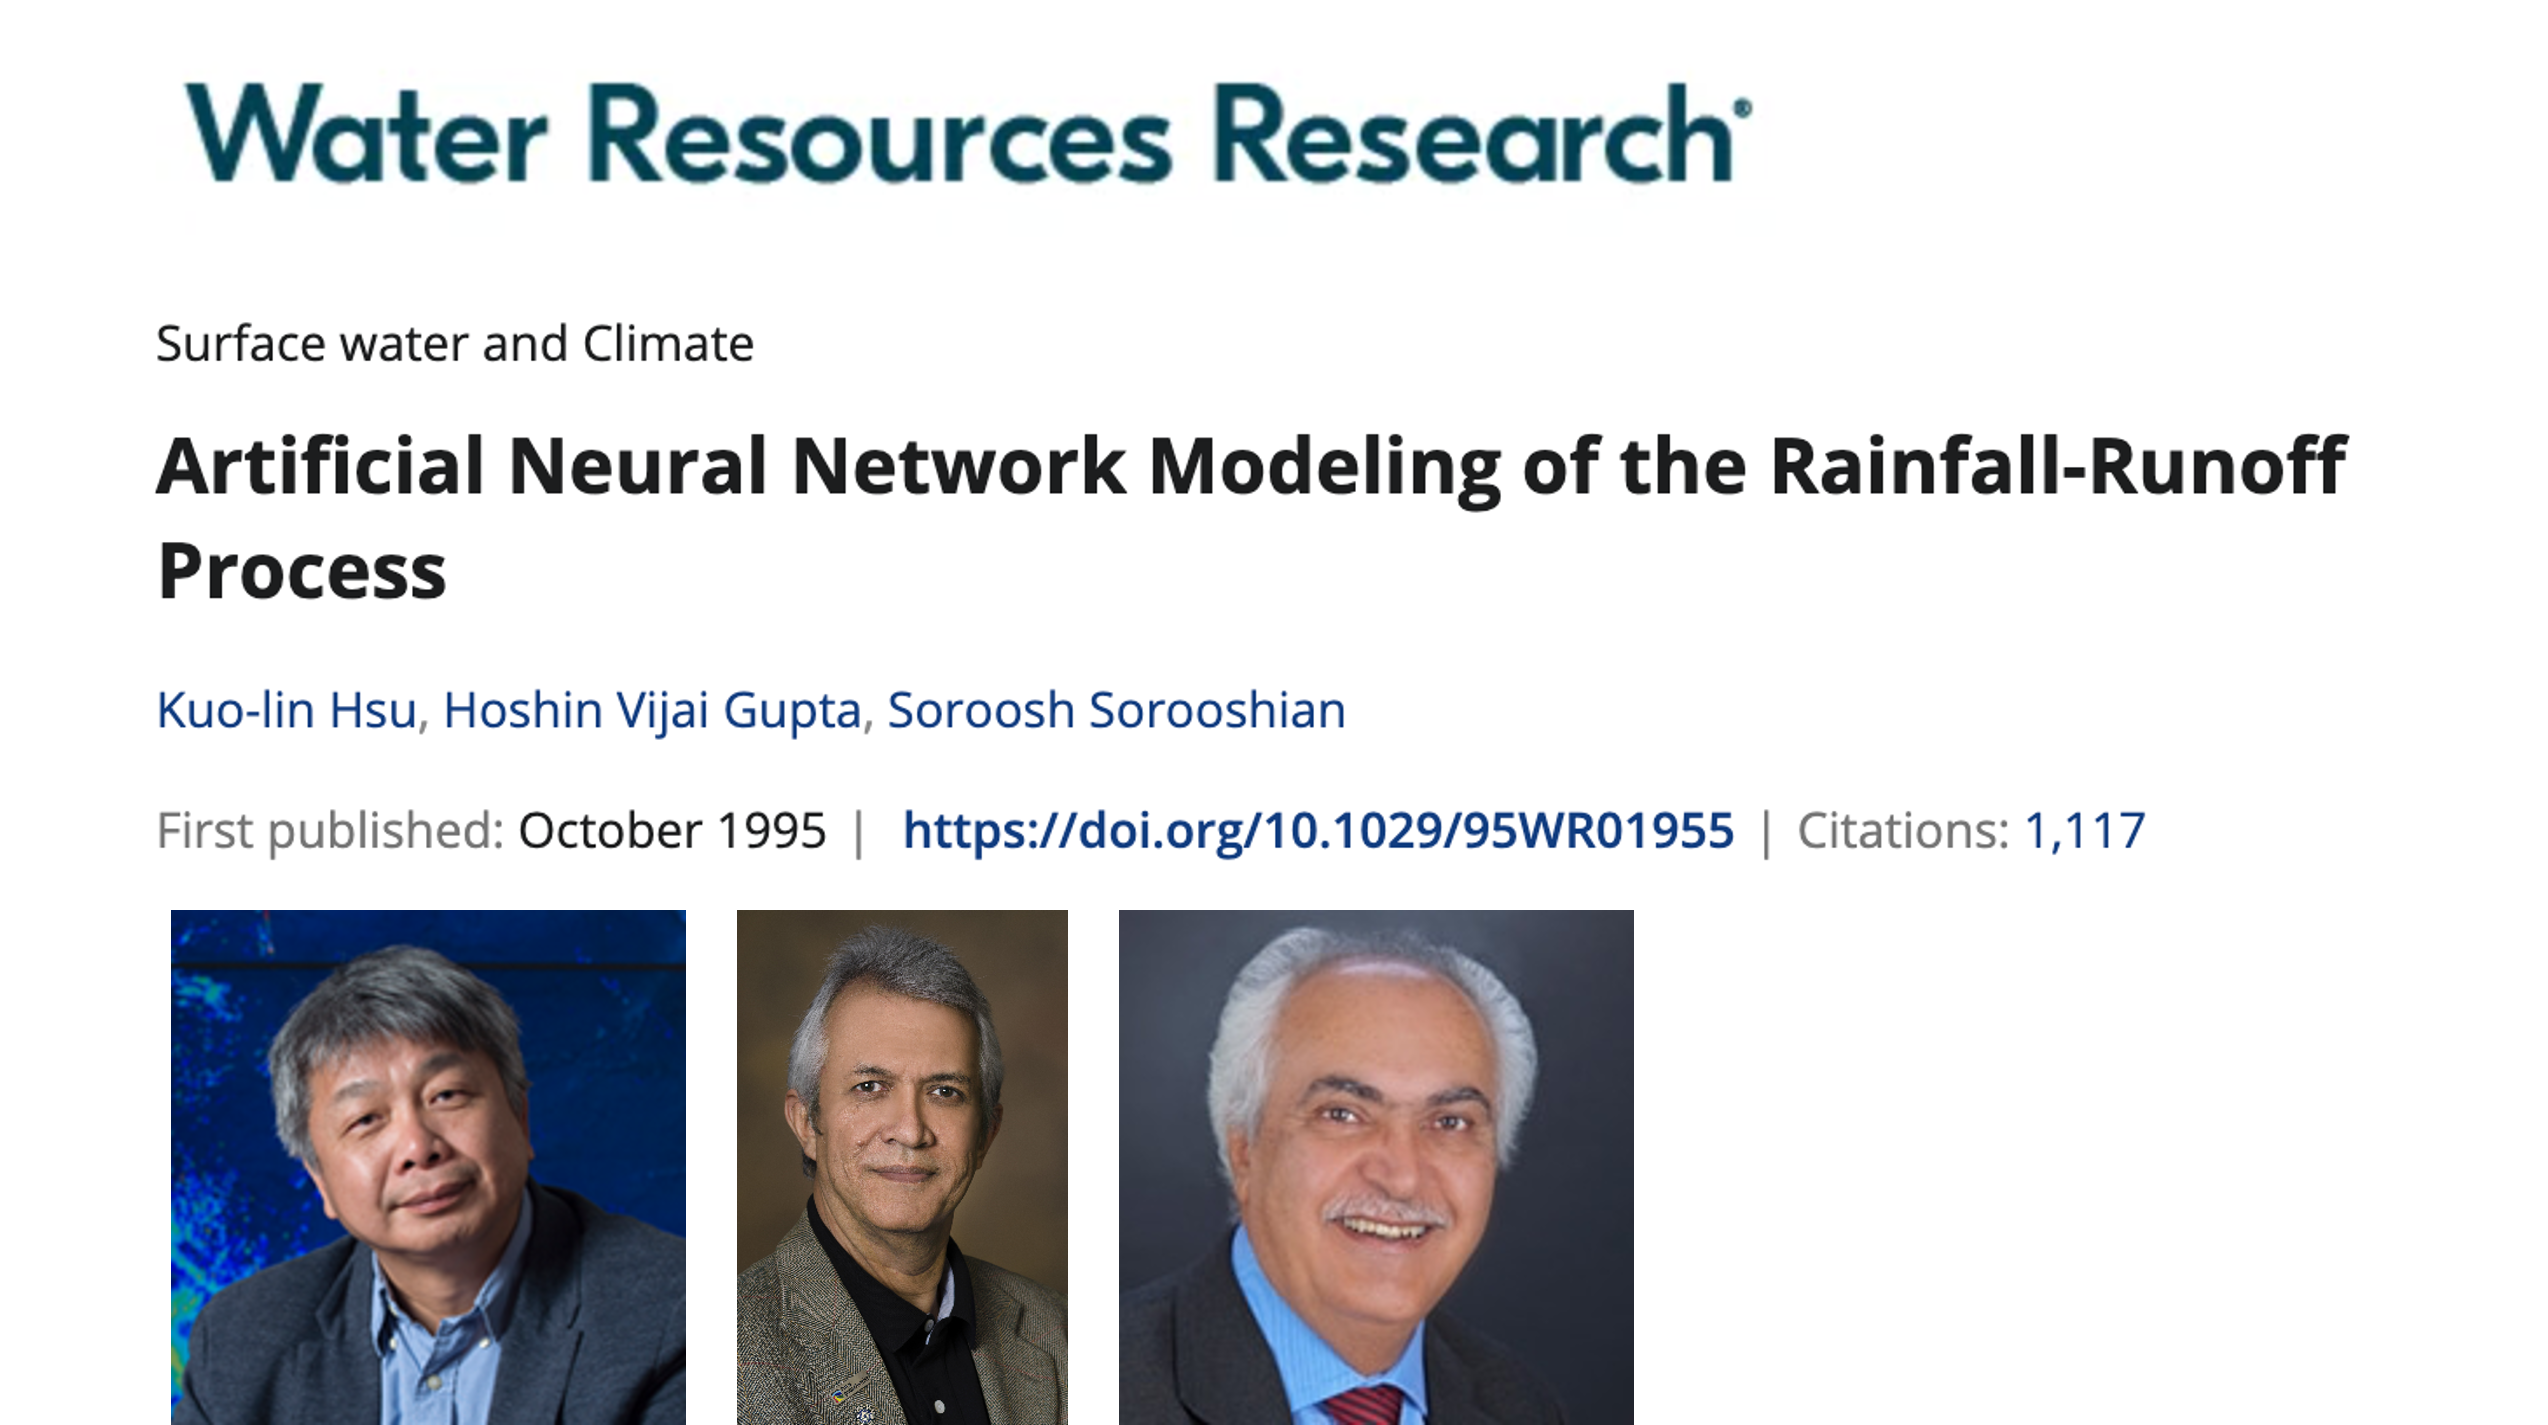 Water Resources Research®
Surface water and Climate
Artificial Neural Network Modeling of the Rainfall-Runoff
Process
Kuo-lin Hsu, Hoshin Vijai Gupta, Soroosh Sorooshian
First published: October 1995 | https://doi.org/10.1029/95WR01955 | Citations: 1,117